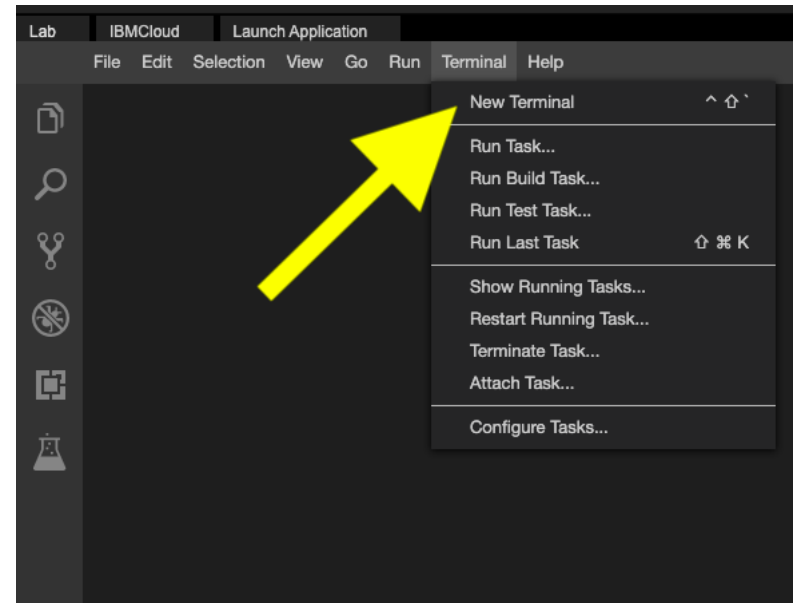 Lab IBMCloud Launch Application
File Edit Selection View Go Run Terminal Help
New Terminal ^ ⇧ `
Run Task...
Run Build Task...
Run Test Task...
Run Last Task ⇧ ⌘ K
Show Running Tasks...
Restart Running Task...
Terminate Task...
Attach Task...
Configure Tasks...